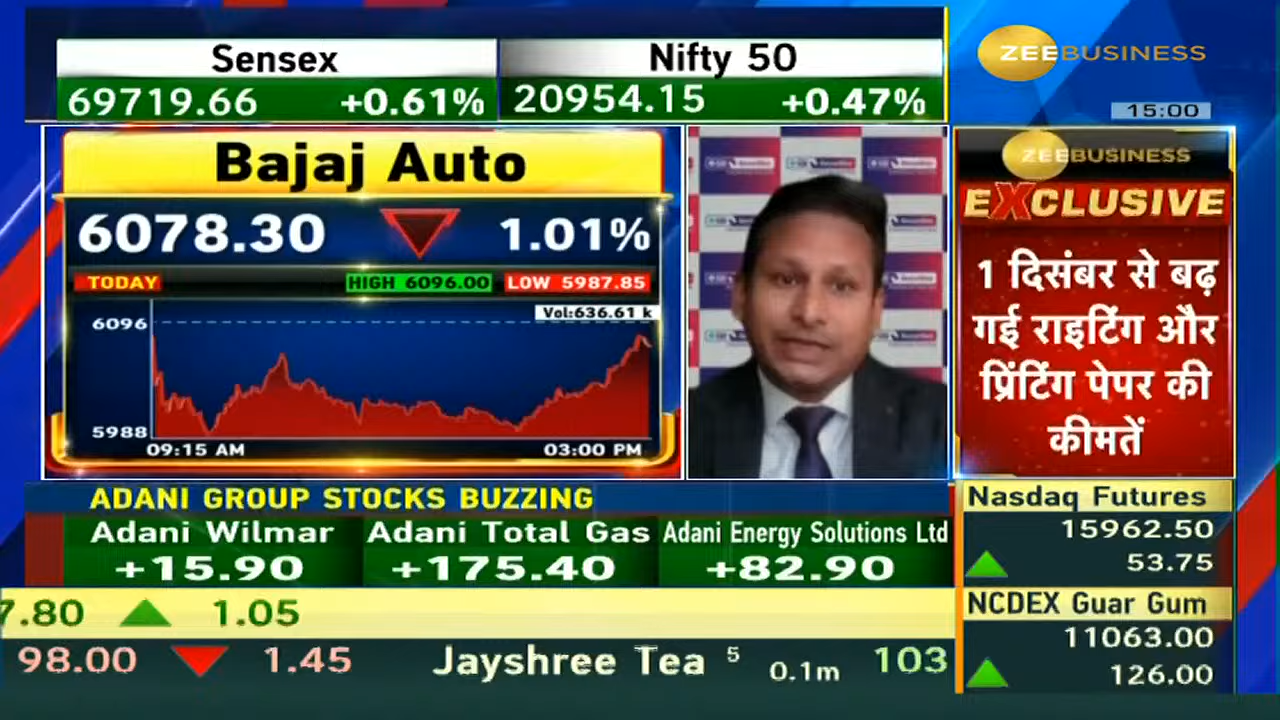 Sensex
69719.66 +0.61%
Nifty 50
20954.15 +0.47%
ZEEBUSINESS
15:00
Bajaj Auto
6078.30 1.01%
TODAY HIGH 6096.00 LOW 5987.85
Vol:636.61 k
6096
5988
09:15 AM 03:00 PM
ZEEBUSINESS
EXCLUSIVE
1 दिसंबर से बढ़
गई राइटिंग और
प्रिंटिंग पेपर की
कीमतें
ADANI GROUP STOCKS BUZZING
Adani Wilmar
+15.90
Adani Total Gas
+175.40
Adani Energy Solutions Ltd
+82.90
Nasdaq Futures
15962.50
53.75
NCDEX Guar Gum
11063.00
126.00
7.80 1.05
98.00 1.45 Jayshree Tea 5 0.1m 103